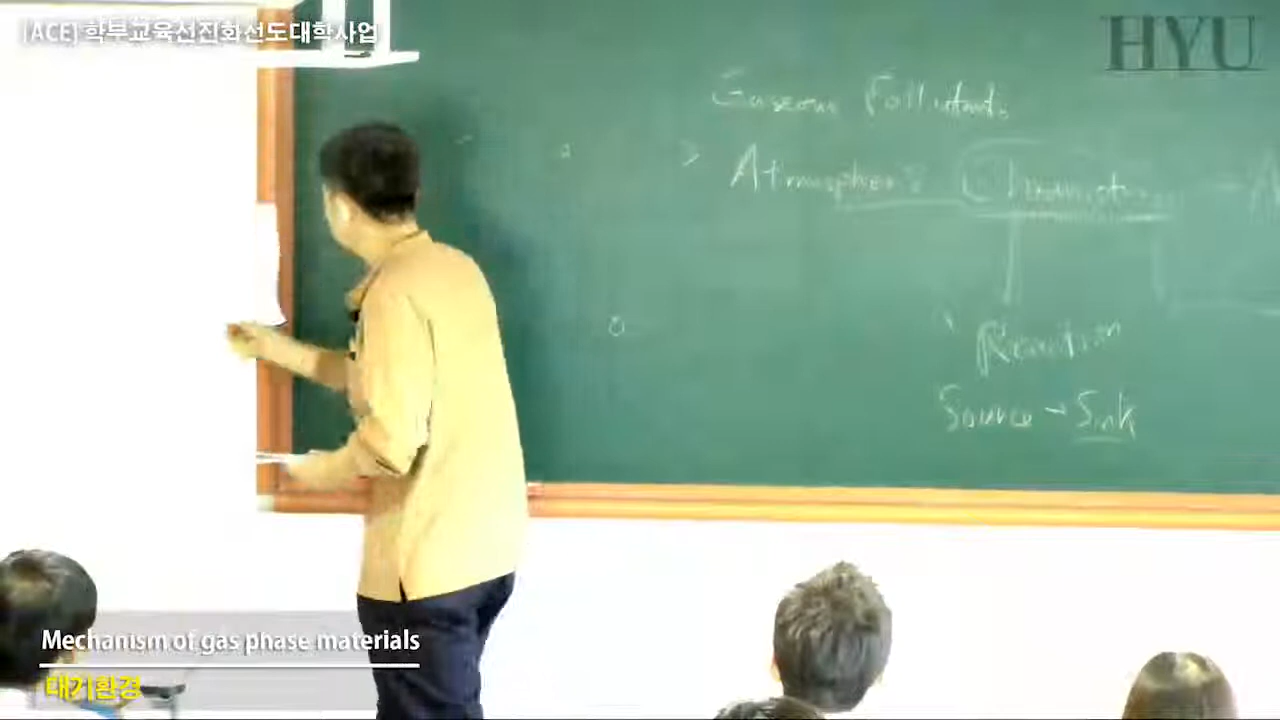 [ACE] 학부교육선진화선도대학사업
HYU
Gaseous Pollutants
Atmospheric Chemistry
Reaction
Source → Sink
Mechanism of gas phase materials
대기환경